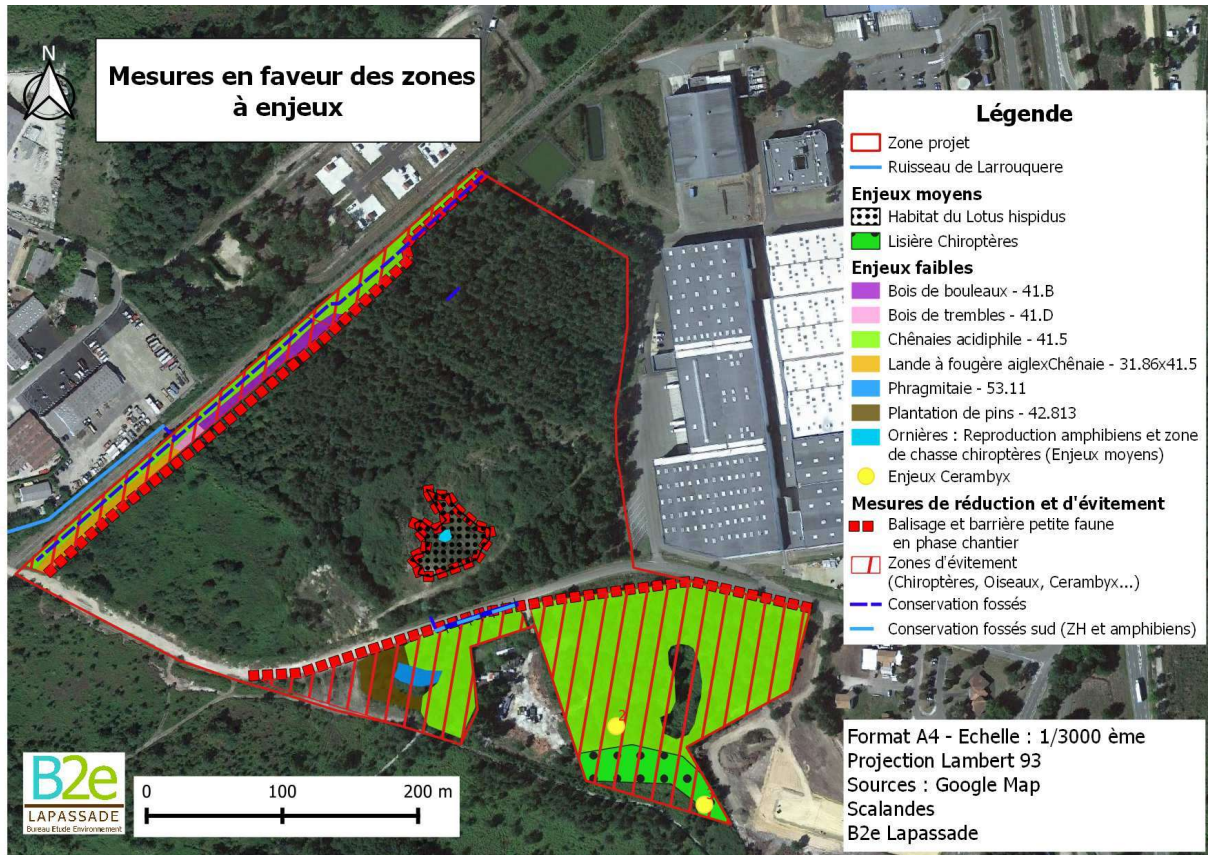 N
Mesures en faveur des zones
à enjeux
Légende
Zone projet
Ruisseau de Larrouquere
Enjeux moyens
Habitat du Lotus hispidus
Lisière Chiroptères
Enjeux faibles
Bois de bouleaux - 41.B
Bois de trembles - 41.D
Chênaies acidiphile - 41.5
Lande à fougère aiglexChênaie - 31.86x41.5
Phragmitaie - 53.11
Plantation de pins - 42.813
Ornières : Reproduction amphibiens et zone
de chasse chiroptères (Enjeux moyens)
Enjeux Cerambyx
Mesures de réduction et d'évitement
Balisage et barrière petite faune
en phase chantier
Zones d'évitement
(Chiroptères, Oiseaux, Cerambyx...)
Conservation fossés
Conservation fossés sud (ZH et amphibiens)
2
Format A4 - Echelle : 1/3000 ème
Projection Lambert 93
Sources : Google Map
Scalandes
B2e Lapassade
B2e
LAPASSADE
Bureau Etude Environnement
0 100 200 m